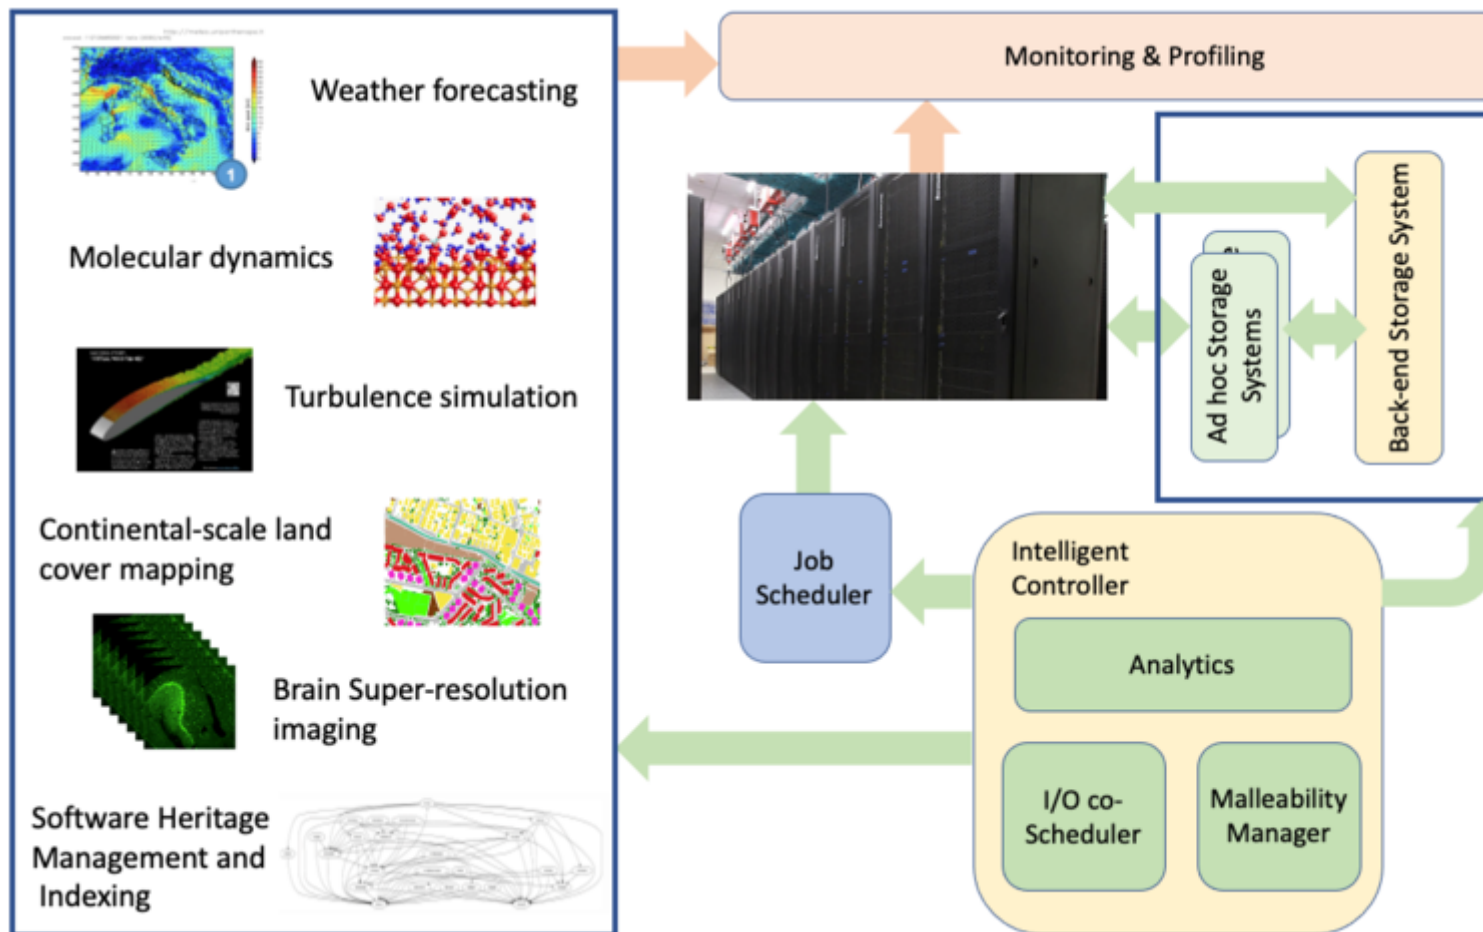 Weather forecasting
1
Molecular dynamics
Turbulence simulation
Continental-scale land
cover mapping
Brain Super-resolution
imaging
Software Heritage
Management and
Indexing
Monitoring & Profiling
Ad hoc Storage
Systems
Back-end Storage System
Job
Scheduler
Intelligent
Controller
Analytics
I/O co-
Scheduler
Malleability
Manager